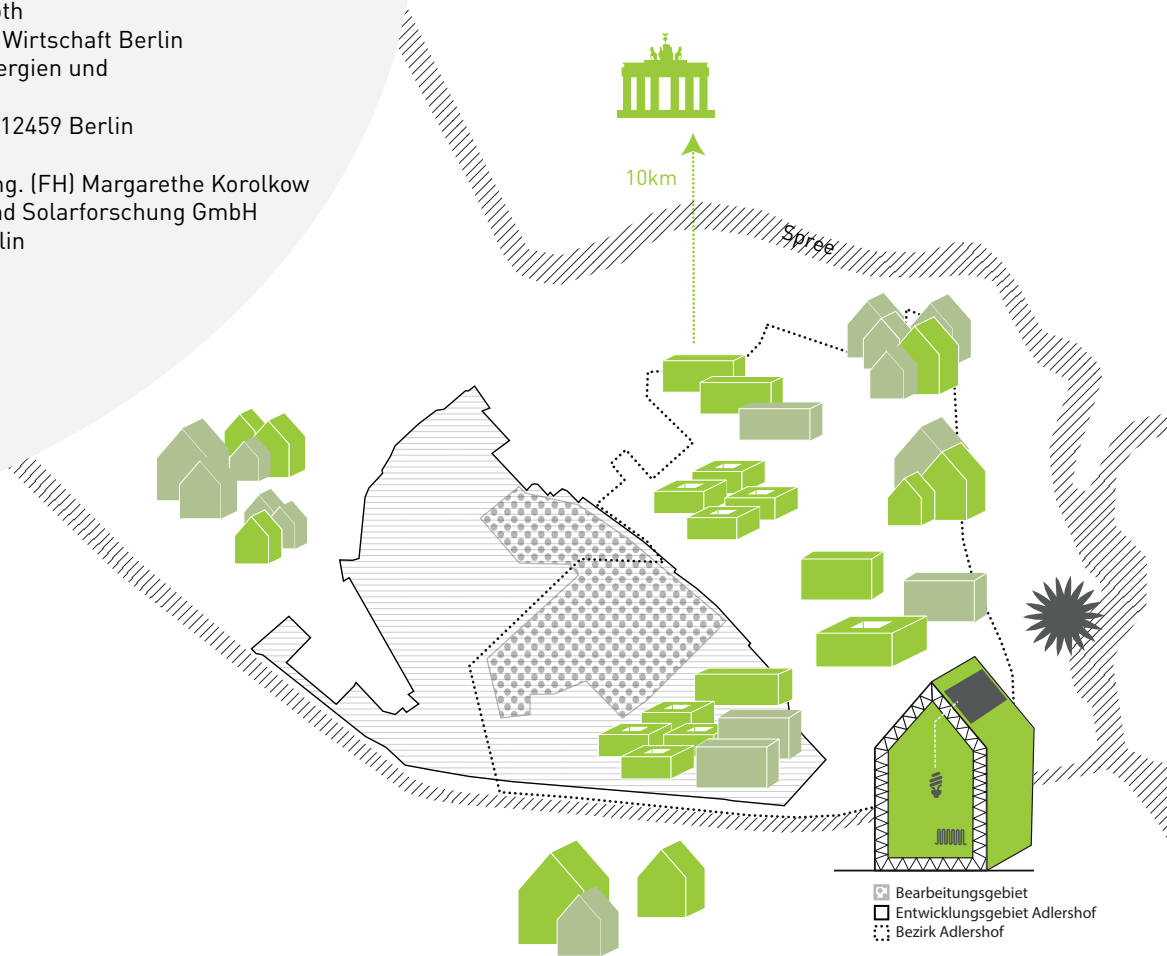 Wirtschaft Berlin
ergien und
12459 Berlin
ng. (FH) Margarethe Korolkow
nd Solarforschung GmbH
lin
10km
Spree
Bearbeitungsgebiet
Entwicklungsgebiet Adlershof
Bezirk Adlershof